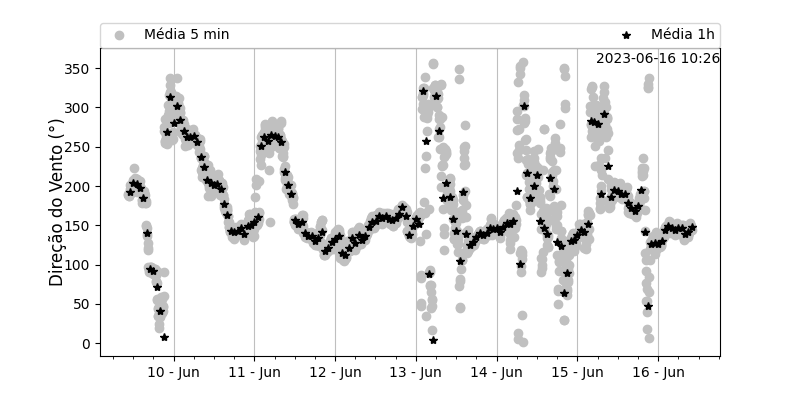 Média 5 min
Média 1h
2023-06-16 10:26
Direção do Vento (°)
350
300
250
200
150
100
50
0
10 - Jun
11 - Jun
12 - Jun
13 - Jun
14 - Jun
15 - Jun
16 - Jun